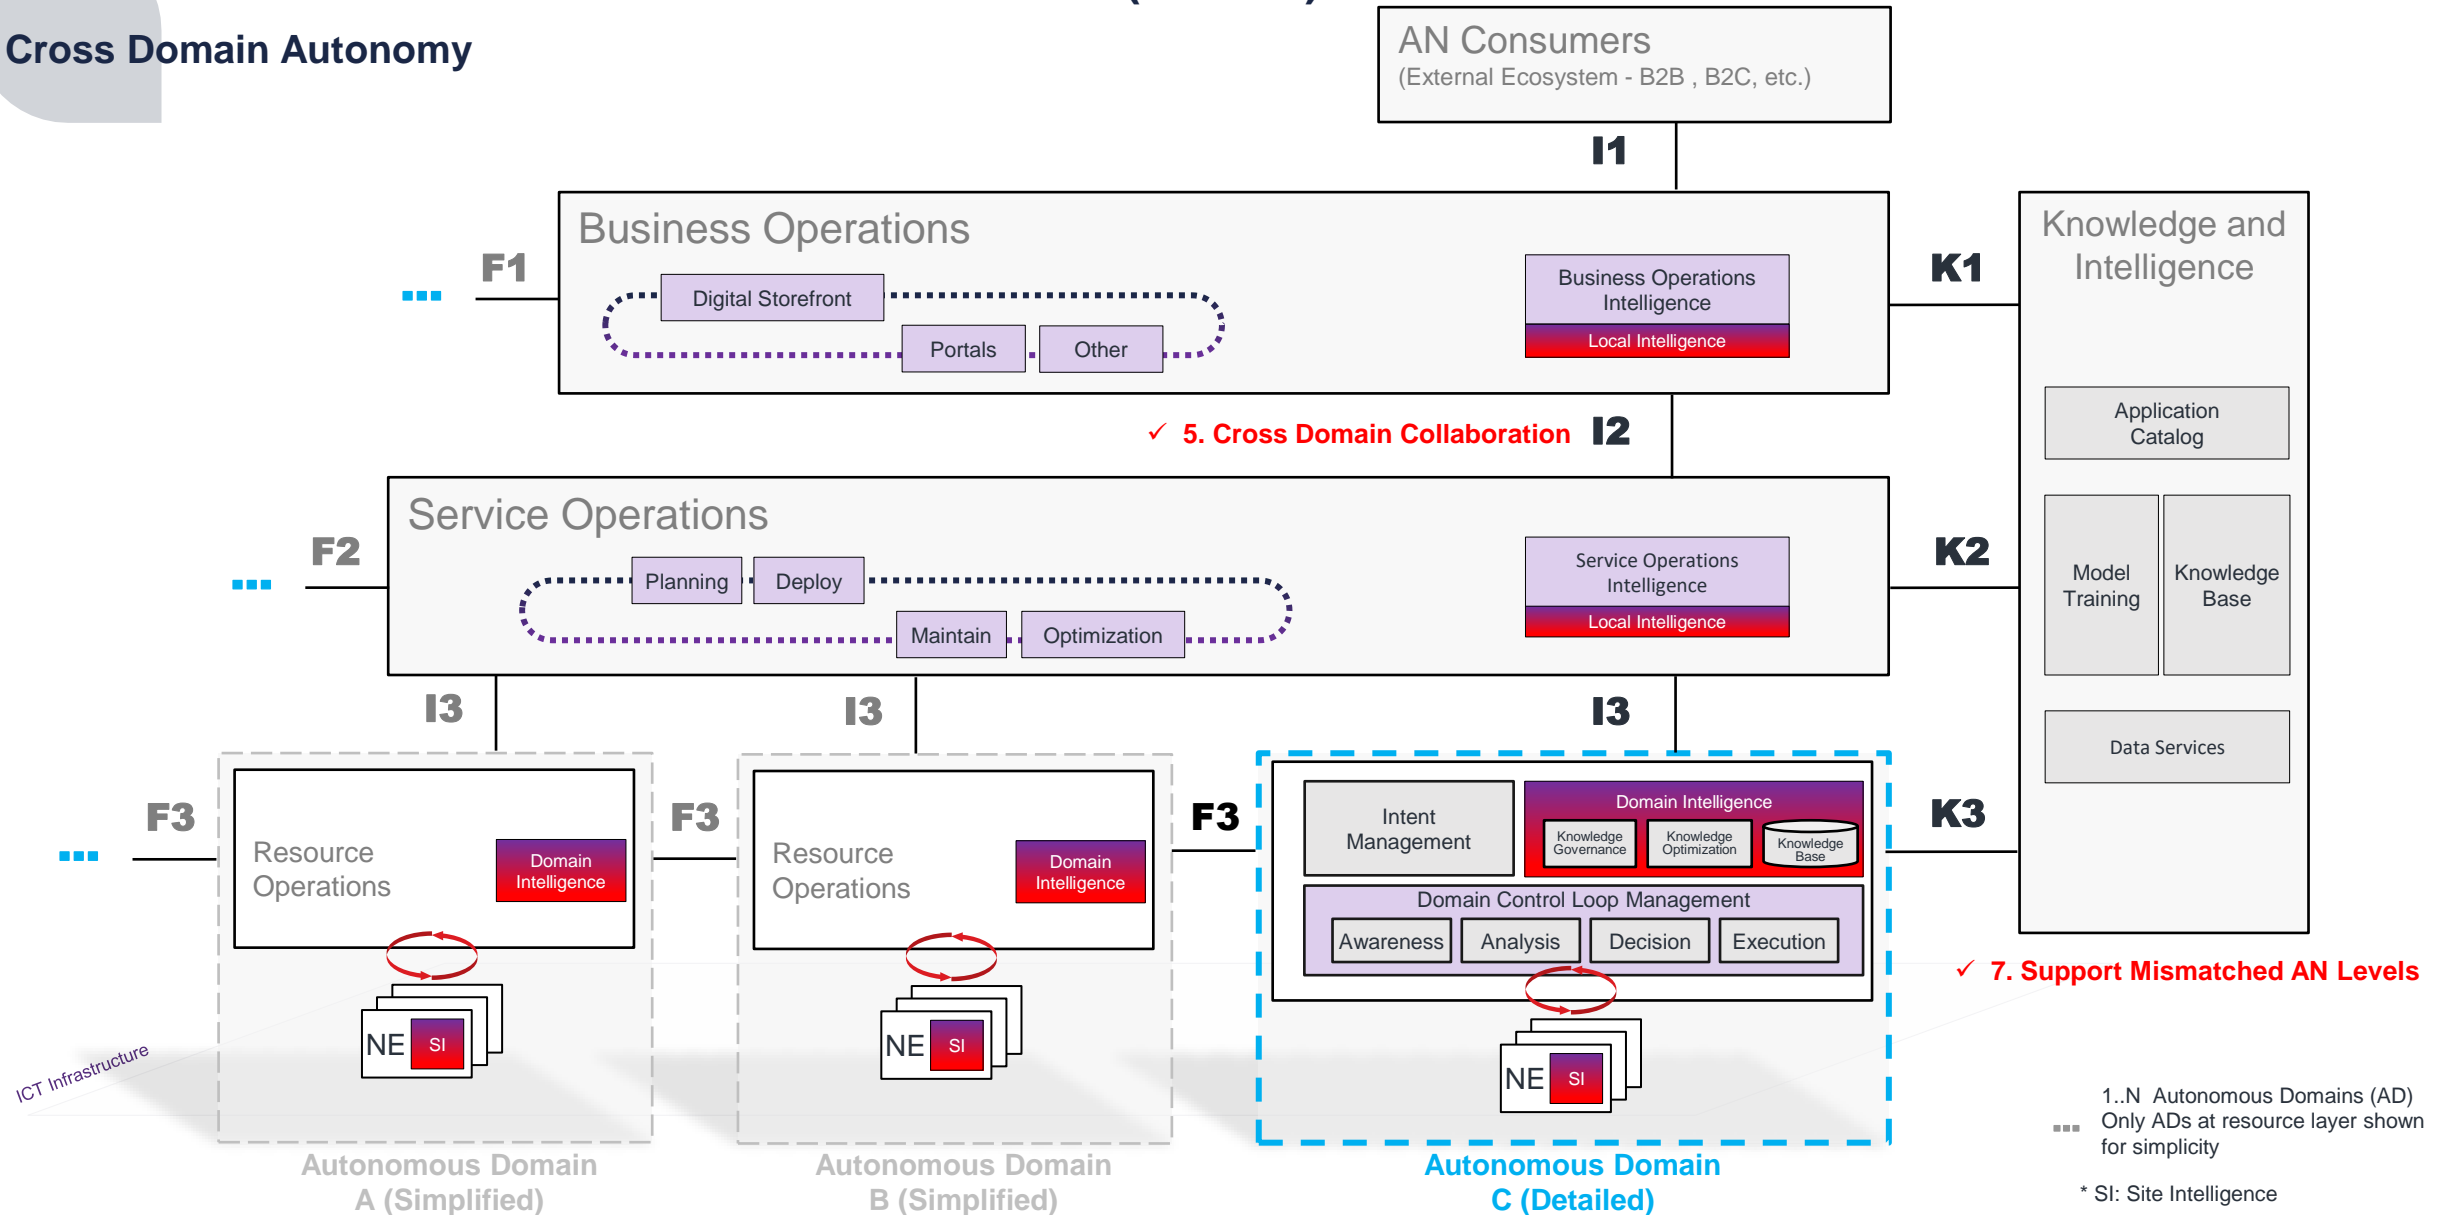 Cross Domain Autonomy
AN Consumers
(External Ecosystem - B2B , B2C, etc.)
I1
Business Operations
F1
Digital Storefront
Portals
Other
Business Operations
Intelligence
Local Intelligence
K1
Knowledge and
Intelligence
Application
Catalog
Model
Training
Knowledge
Base
Data Services
✓ 5. Cross Domain Collaboration
I2
Service Operations
F2
Planning
Deploy
Maintain
Optimization
Service Operations
Intelligence
Local Intelligence
K2
I3
I3
I3
F3
Resource
Operations
Domain
Intelligence
NE
SI
F3
Resource
Operations
Domain
Intelligence
NE
SI
F3
Intent
Management
Domain Intelligence
Knowledge
Governance
Knowledge
Optimization
Knowledge
Base
Domain Control Loop Management
Awareness
Analysis
Decision
Execution
NE
SI
K3
✓ 7. Support Mismatched AN Levels
ICT Infrastructure
Autonomous Domain
A (Simplified)
Autonomous Domain
B (Simplified)
Autonomous Domain
C (Detailed)
1..N Autonomous Domains (AD)
Only ADs at resource layer shown
for simplicity
* SI: Site Intelligence